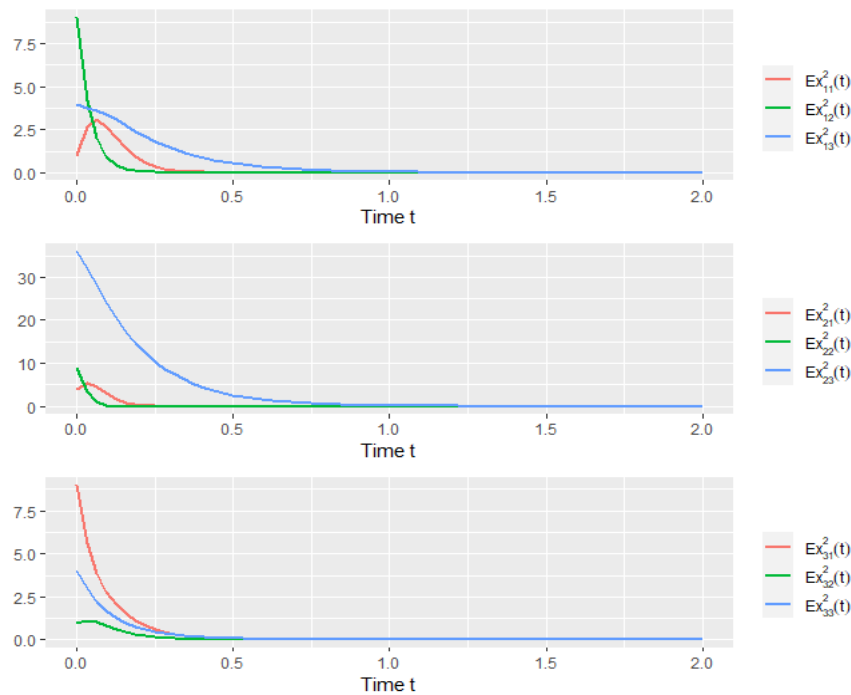 7.5
5.0
2.5
0.0
0.0 0.5 1.0 1.5 2.0
Time t
Ex²₁₁(t)
Ex²₁₂(t)
Ex²₁₃(t)
30
20
10
0
0.0 0.5 1.0 1.5 2.0
Time t
Ex²₂₁(t)
Ex²₂₂(t)
Ex²₂₃(t)
7.5
5.0
2.5
0.0
0.0 0.5 1.0 1.5 2.0
Time t
Ex²₃₁(t)
Ex²₃₂(t)
Ex²₃₃(t)